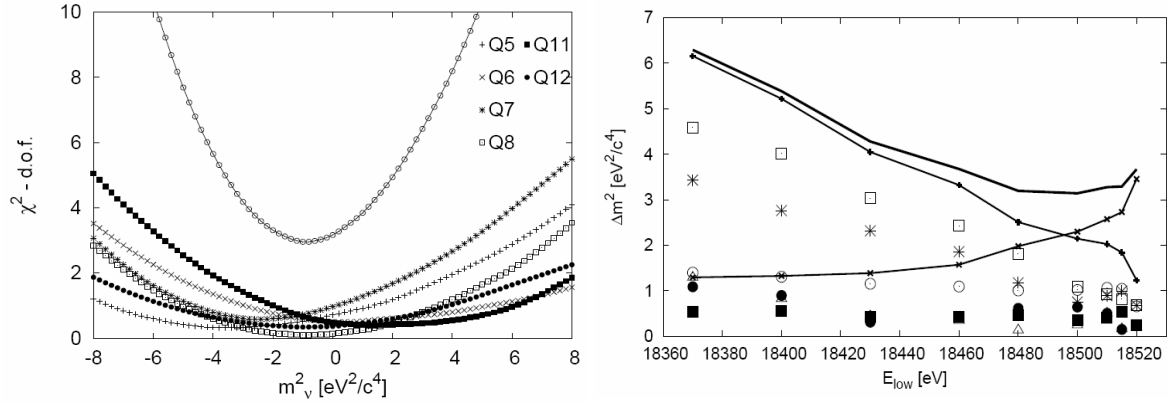 10
8
6
4
2
0
χ² - d.o.f.
Q5 Q11
Q6 Q12
Q7
Q8
-8 -6 -4 -2 0 2 4 6 8
m²ν [eV²/c⁴]
7
6
5
4
3
2
1
0
Δm² [eV²/c⁴]
18360 18380 18400 18420 18440 18460 18480 18500 18520
Elow [eV]